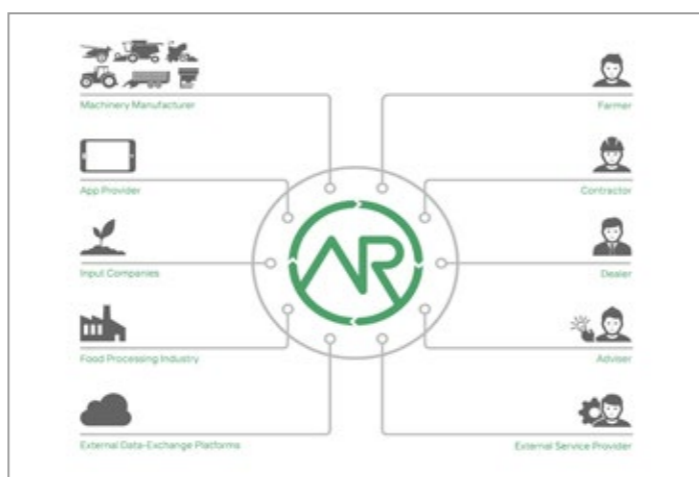 Machinery Manufacturer
Farmer
App Provider
Contractor
Input Companies
Dealer
AR
Food Processing Industry
Adviser
External Data-Exchange Platforms
External Service Provider